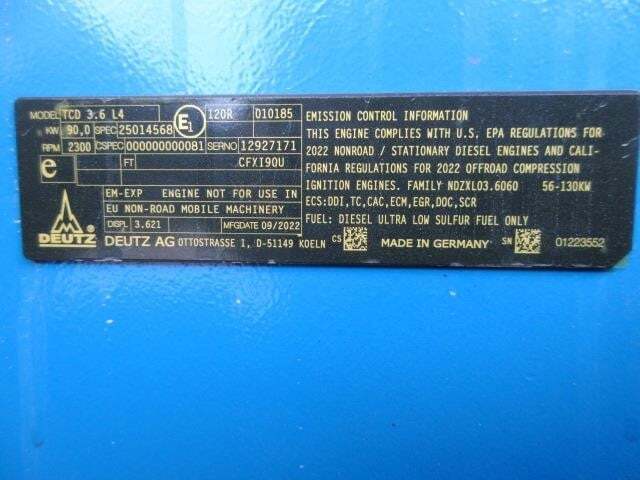 MODEL TCD 3.6 L4 E1 120R 010185
KW 90,0 SPEC 25014568
RPM 2300 CSPEC 000000000081 SERNO 12927171
e FT CFXI90U
EM-EXP ENGINE NOT FOR USE IN
EU NON-ROAD MOBILE MACHINERY
DISPL 3.621 MFGDATE 09/2022
DEUTZ DEUTZ AG OTTOSTRASSE 1, D-51149 KOELN CS
EMISSION CONTROL INFORMATION
THIS ENGINE COMPLIES WITH U.S. EPA REGULATIONS FOR
2022 NONROAD / STATIONARY DIESEL ENGINES AND CALI-
FORNIA REGULATIONS FOR 2022 OFFROAD COMPRESSION
IGNITION ENGINES. FAMILY NDZXL03.6060 56-130KW
ECS:DDI,TC,CAC,ECM,EGR,DOC,SCR
FUEL: DIESEL ULTRA LOW SULFUR FUEL ONLY
MADE IN GERMANY SN 01223552